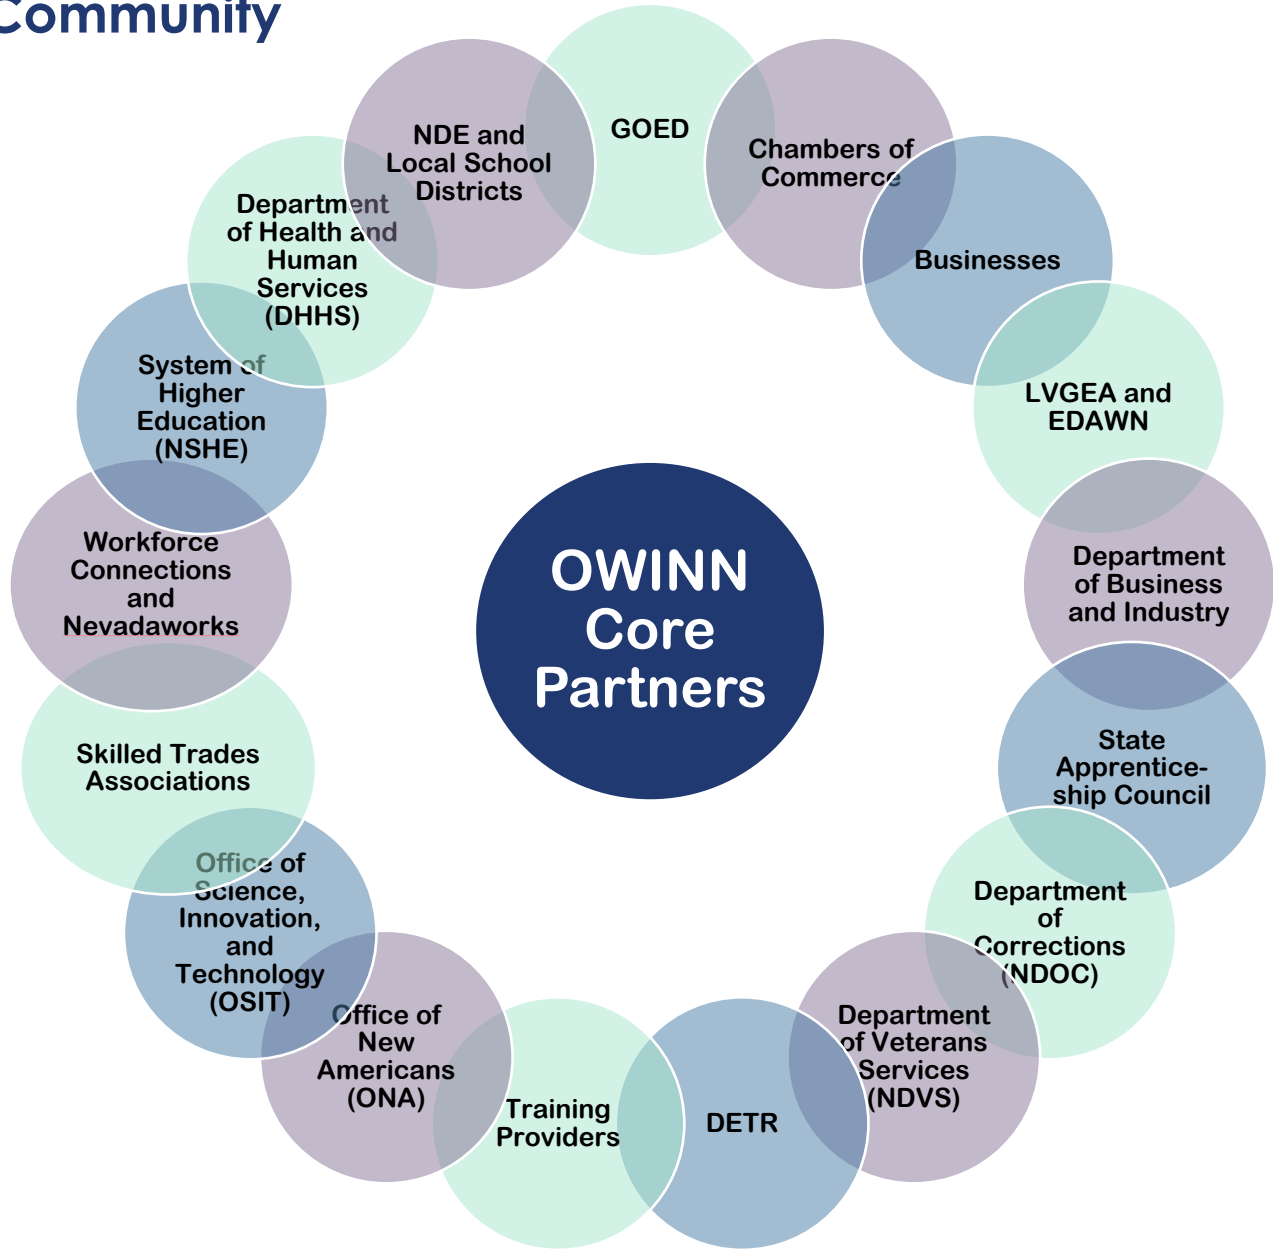 Community
GOED
Chambers of
Commerce
Businesses
LVGEA and
EDAWN
Department
of Business
and Industry
State
Apprentice-
ship Council
Department
of
Corrections
(NDOC)
Department
of Veterans
Services
(NDVS)
DETR
Training
Providers
Office of
New
Americans
(ONA)
Office of
Science,
Innovation,
and
Technology
(OSIT)
Skilled Trades
Associations
Workforce
Connections
and
Nevadaworks
System of
Higher
Education
(NSHE)
Department
of Health and
Human
Services
(DHHS)
NDE and
Local School
Districts
OWINN
Core
Partners